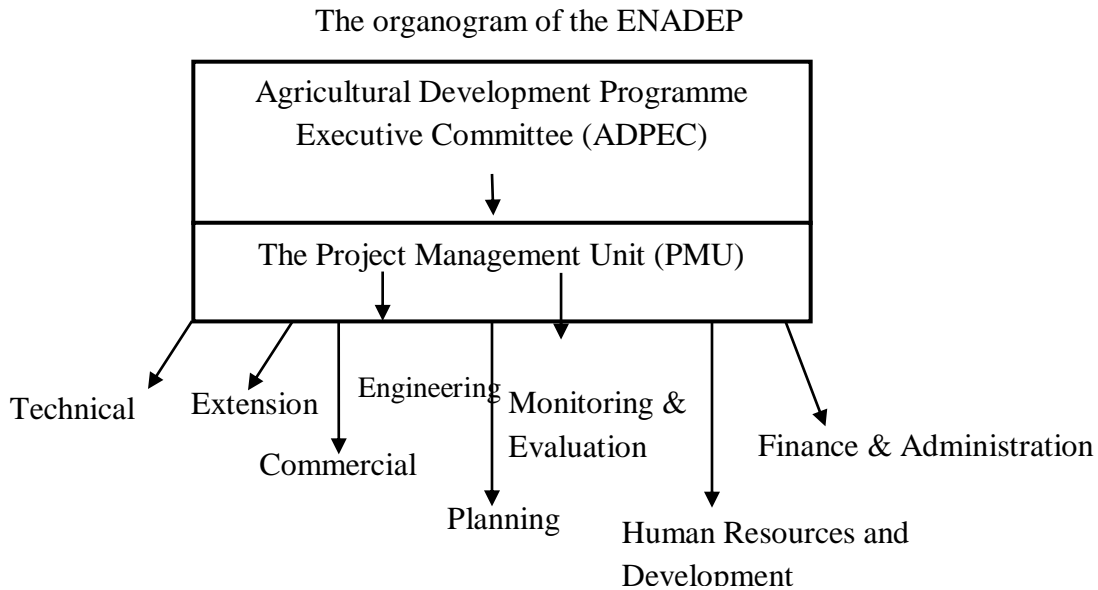 The organogram of the ENADEP
Agricultural Development Programme
Executive Committee (ADPEC)
The Project Management Unit (PMU)
Technical
Extension
Commercial
Engineering
Planning
Monitoring &
Evaluation
Human Resources and
Development
Finance & Administration